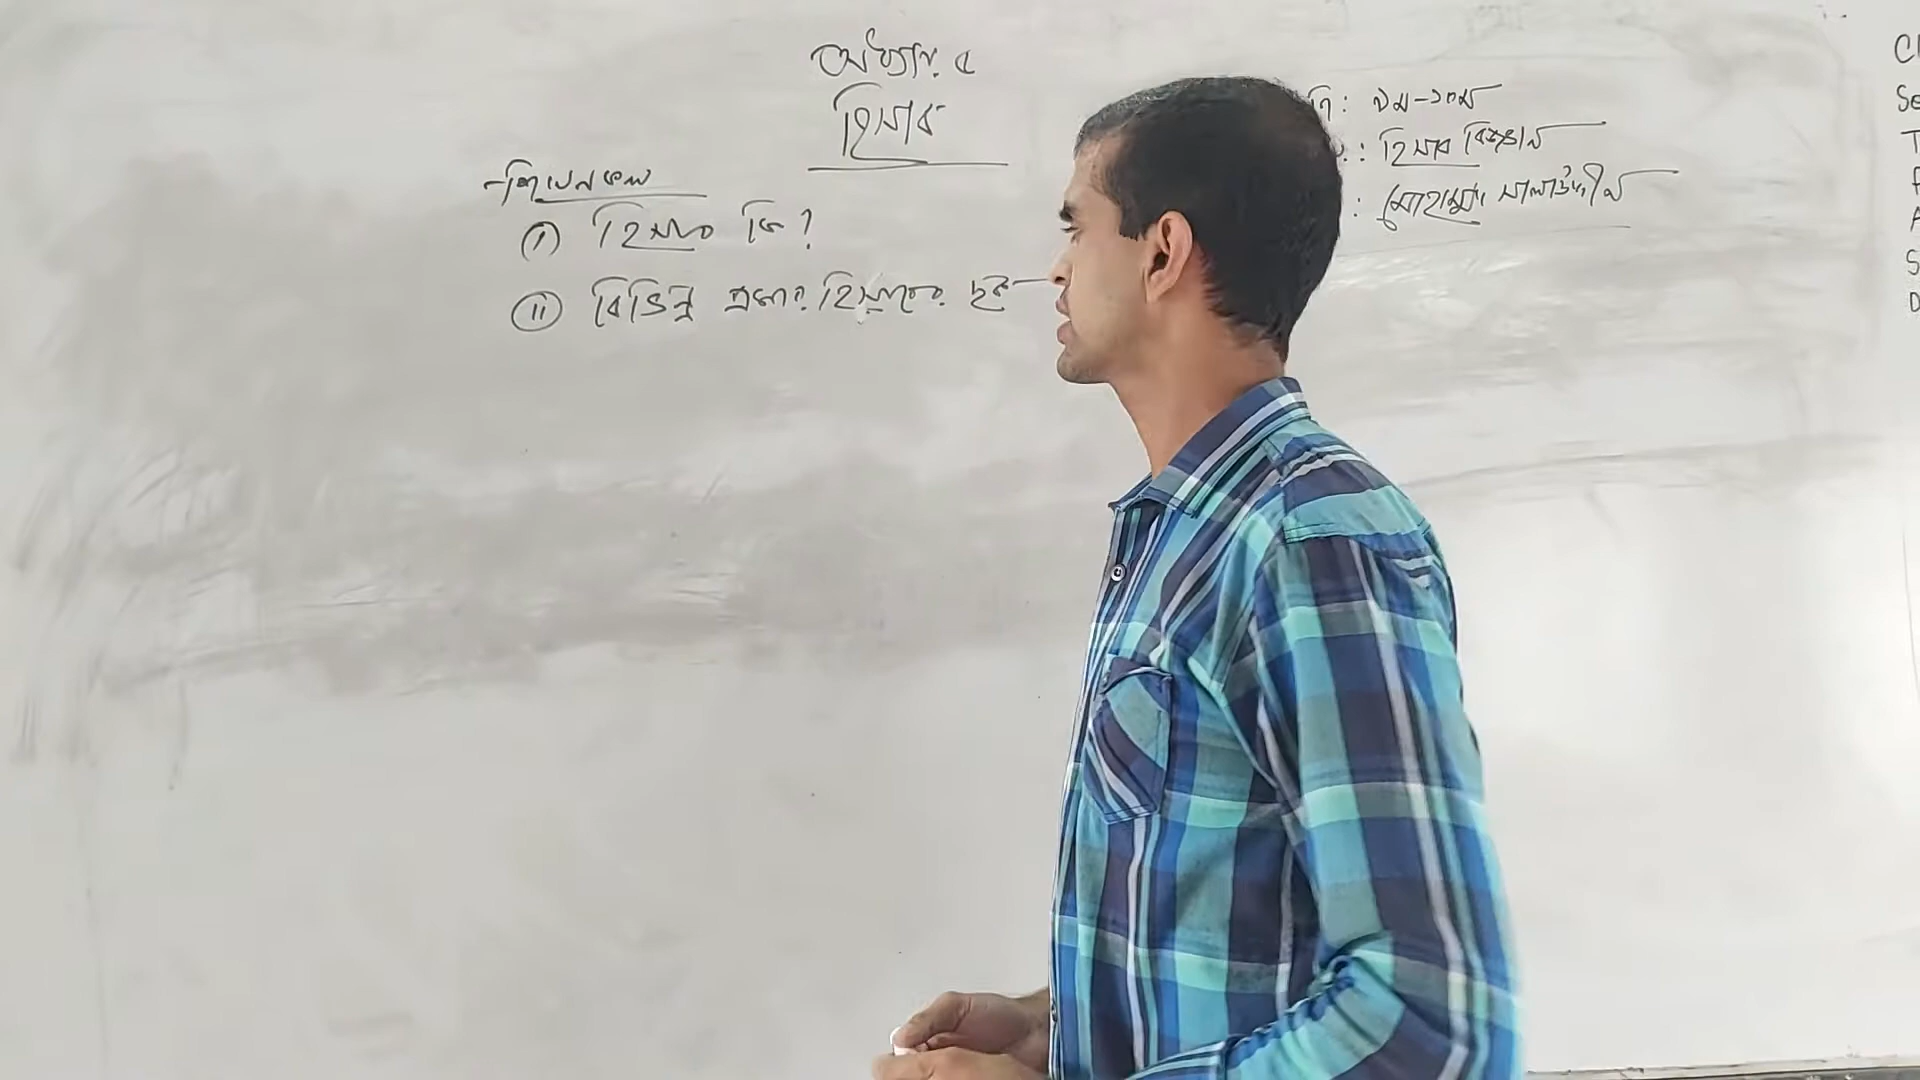 অধ্যায় ৫
হিসাব
শিখনফল
(i) হিসাব কি?
(ii) বিভিন্ন প্রকার হিসাবের ছক
ণি : ৯ম-১০ম
: হিসাব বিজ্ঞান
: মোহাম্মদ সালাউদ্দীন